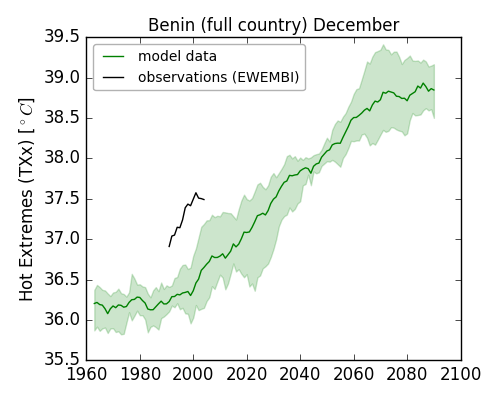 Benin (full country) December
Hot Extremes (TXx) [°C]
model data
observations (EWEMBI)
39.5
39.0
38.5
38.0
37.5
37.0
36.5
36.0
35.5
1960 1980 2000 2020 2040 2060 2080 2100